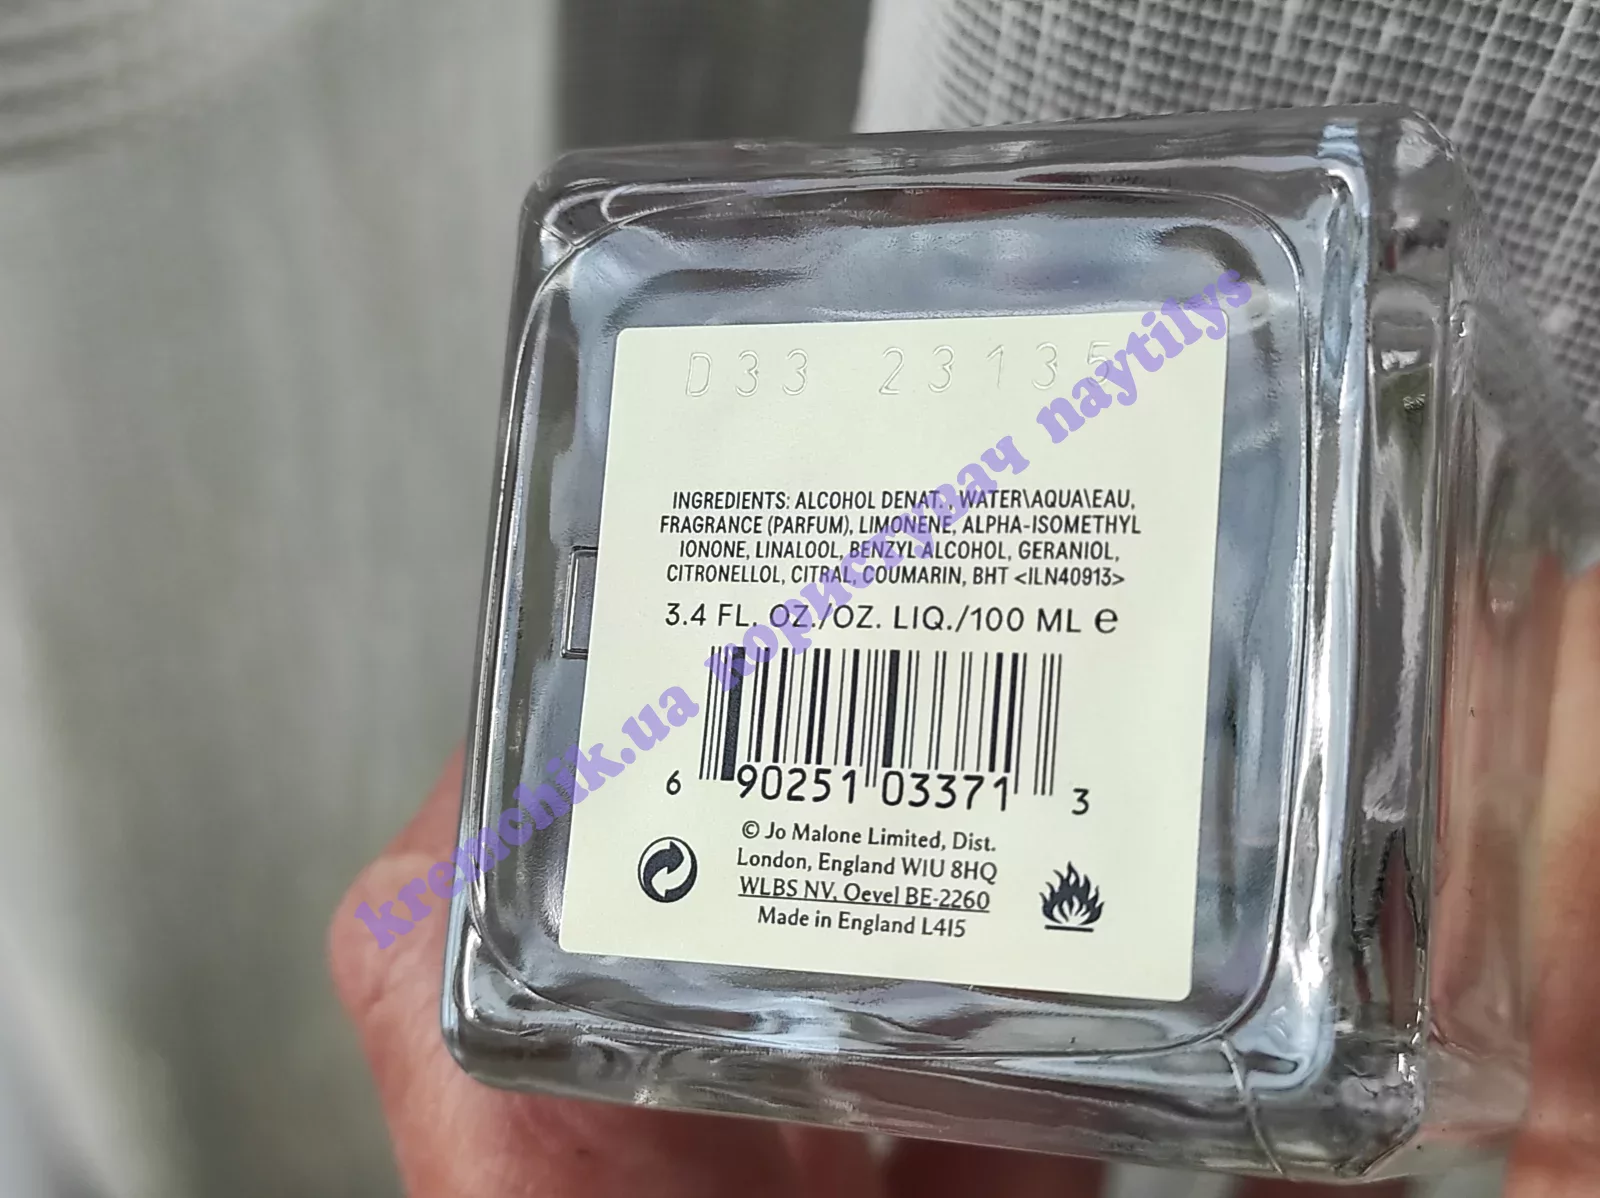 D33 23135
INGREDIENTS: ALCOHOL DENAT. , WATER\AQUA\EAU,
FRAGRANCE (PARFUM), LIMONENE, ALPHA-ISOMETHYL
IONONE, LINALOOL, BENZYL ALCOHOL, GERANIOL,
CITRONELLOL, CITRAL, COUMARIN, BHT <ILN40913>
3.4 FL. OZ./OZ. LIQ./100 ML e
6 90251 03371 3
© Jo Malone Limited, Dist.
London, England W1U 8HQ
WLBS NV, Oevel BE-2260
Made in England L415
kremchik.ua користувач naytilys